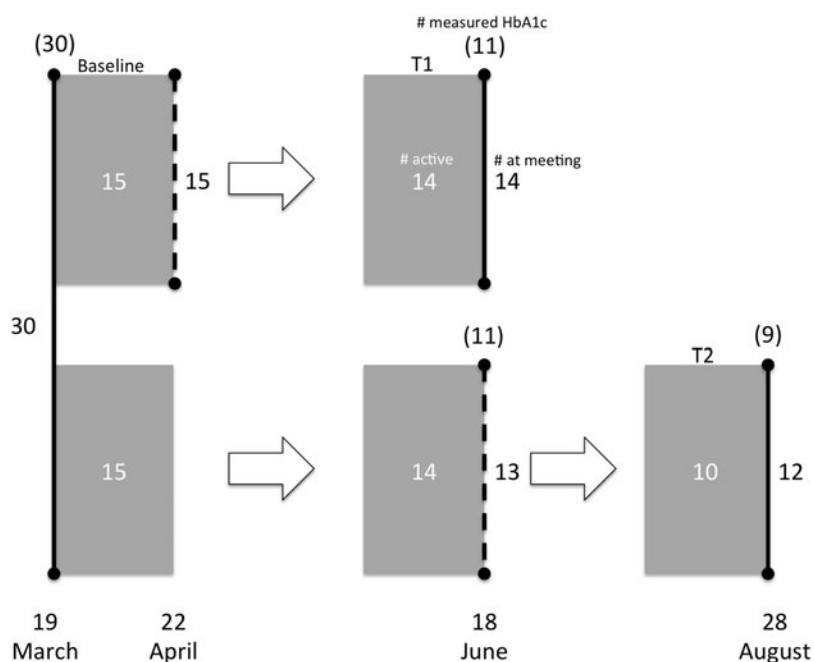 # measured HbA1c
(30)
(11)
Baseline
T1
# active
# at meeting
15
15
14
14
30
(11)
(9)
T2
15
14
13
10
12
19
22
18
28
March
April
June
August